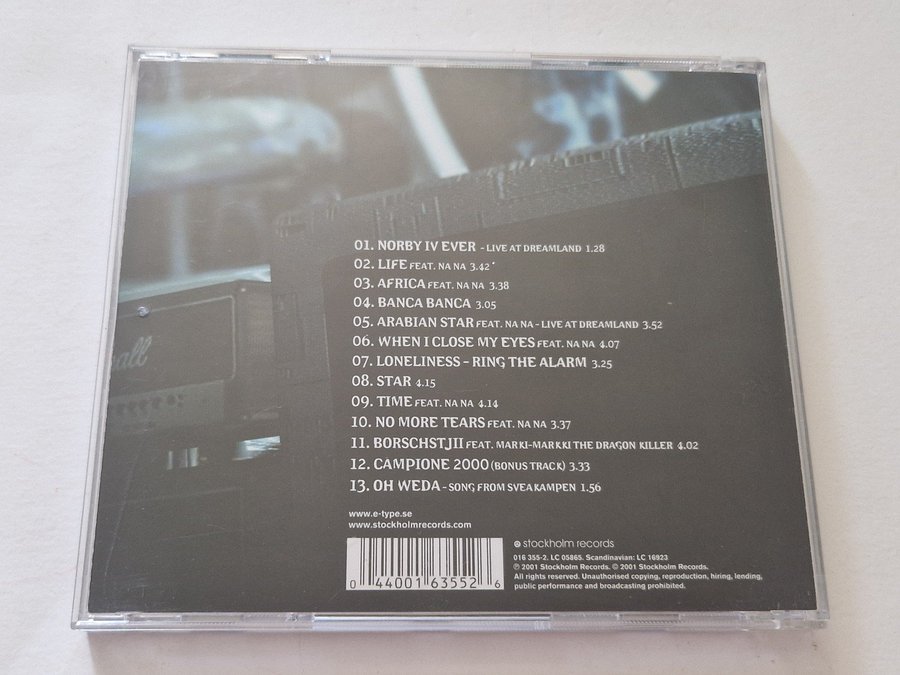 01. NORBY IV EVER - LIVE AT DREAMLAND 1.28
02. LIFE FEAT. NA NA 3.42
03. AFRICA FEAT. NA NA 3.38
04. BANCA BANCA 3.05
05. ARABIAN STAR FEAT. NA NA - LIVE AT DREAMLAND 3.52
06. WHEN I CLOSE MY EYES FEAT. NA NA 4.07
07. LONELINESS - RING THE ALARM 3.25
08. STAR 4.15
09. TIME FEAT. NA NA 4.14
10. NO MORE TEARS FEAT. NA NA 3.37
11. BORSCHSTJII FEAT. MARKI-MARKKI THE DRAGON KILLER 4.02
12. CAMPIONE 2000 (BONUS TRACK) 3.33
13. OH WEDA - SONG FROM SVEAKAMPEN 1.56
www.e-type.se
www.stockholmrecords.com
stockholm records
016 355-2. LC 05865. Scandinavian: LC 16923
℗ 2001 Stockholm Records. © 2001 Stockholm Records.
All rights reserved. Unauthorised copying, reproduction, hiring, lending,
public performance and broadcasting prohibited.
0 44001 63552 6